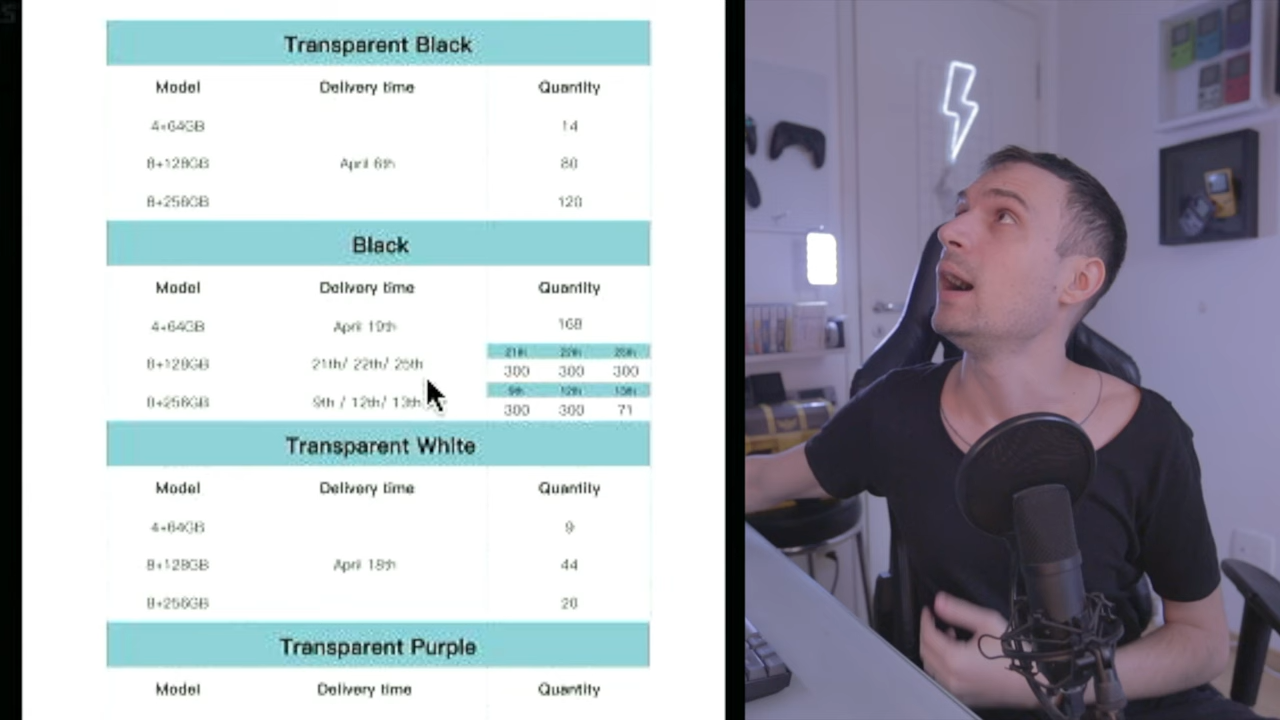 Transparent Black
Model Delivery time Quantity
4+64GB 14
8+128GB April 6th 80
8+256GB 120
Black
Model Delivery time Quantity
4+64GB April 19th 168
21th 22th 25th
8+128GB 21th/ 22th/ 25th 300 300 300
9th 12th 13th
8+256GB 9th / 12th/ 13th 300 300 71
Transparent White
Model Delivery time Quantity
4+64GB 9
8+128GB April 18th 44
8+256GB 20
Transparent Purple
Model Delivery time Quantity